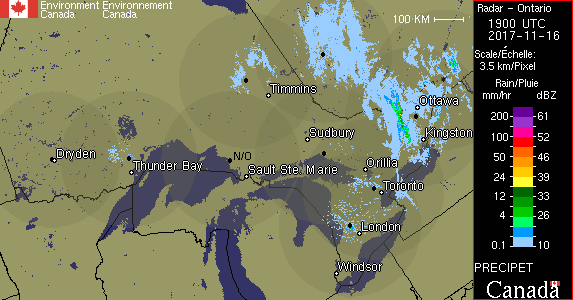 Environment Environnement
Canada Canada
Radar - Ontario
1900 UTC
2017-11-16
Scale/Échelle:
3.5 km/Pixel
Rain/Pluie
mm/hr dBZ
200 61
100 52
50 46
24 39
12 33
4 26
2 20
0.1 10
PRECIPET
Canada
100 KM
Timmins
Ottawa
Sudbury
Kingston
Dryden
Thunder Bay
N/O
Sault Ste. Marie
Orillia
Toronto
London
Windsor